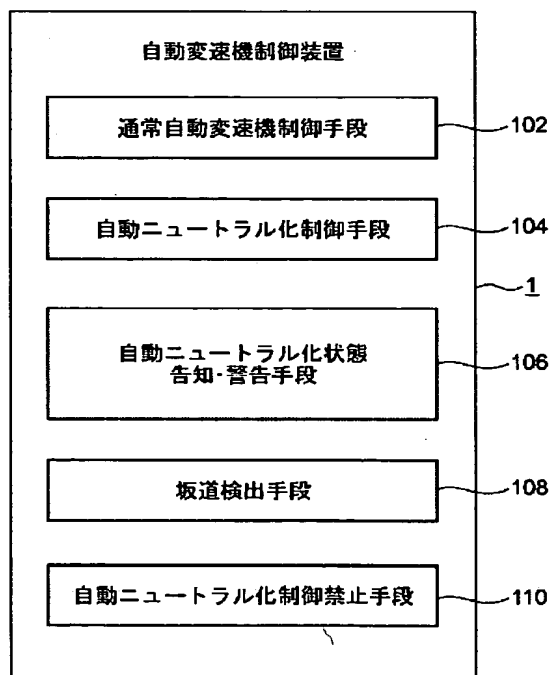 自動変速機制御装置
通常自動変速機制御手段
102
自動ニュートラル化制御手段
104
1
自動ニュートラル化状態
告知・警告手段
106
坂道検出手段
108
自動ニュートラル化制御禁止手段
110